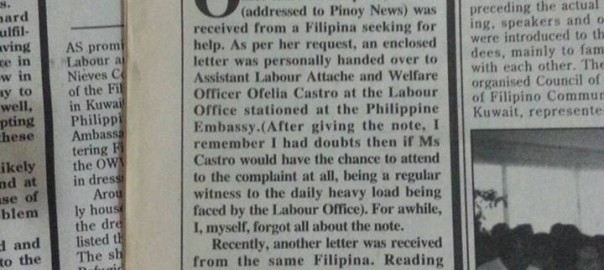 s.
hard
ulfil-
aving
re in
w in
ay to
well,
pting
these
ikely
nd at
se of
blem
d and
to the
AS promi
Labour a
Nieves C
of the Fil
in Kuwai
Philippi
Ambassa
tering Fi
the OWW
in dress
Arou
ly house
the dre
listed th
The sh
O
(addressed to Pinoy News) was
received from a Filipina seeking for
help. As per her request, an enclosed
letter was personally handed over to
Assistant Labour Attache and Welfare
Officer Ofelia Castro at the Labour
Office stationed at the Philippine
Embassy.(After giving the note, I
remember I had doubts then if Ms
Castro would have the chance to attend
to the complaint at all, being a regular
witness to the daily heavy load being
faced by the Labour Office). For awhile,
I, myself, forgot all about the note.
Recently, another letter was received
from the same Filipina. Reading
preceding the actual
ing, speakers and o
were introduced to th
dees, mainly to fam
with each other. The
organised Council of
of Filipino Commun
Kuwait, represente